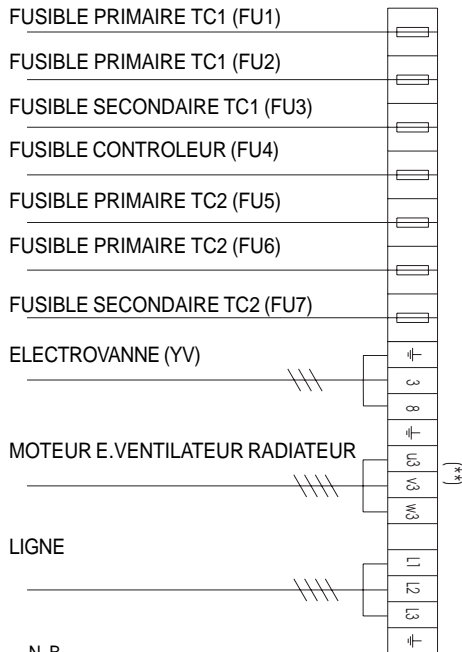 FUSIBLE PRIMAIRE TC1 (FU1)
FUSIBLE PRIMAIRE TC1 (FU2)
FUSIBLE SECONDAIRE TC1 (FU3)
FUSIBLE CONTROLEUR (FU4)
FUSIBLE PRIMAIRE TC2 (FU5)
FUSIBLE PRIMAIRE TC2 (FU6)
FUSIBLE SECONDAIRE TC2 (FU7)
ELECTROVANNE (YV)
3
8
MOTEUR E.VENTILATEUR RADIATEUR
U3
V3
W3
(**)
LIGNE
L1
L2
L3
N.B.